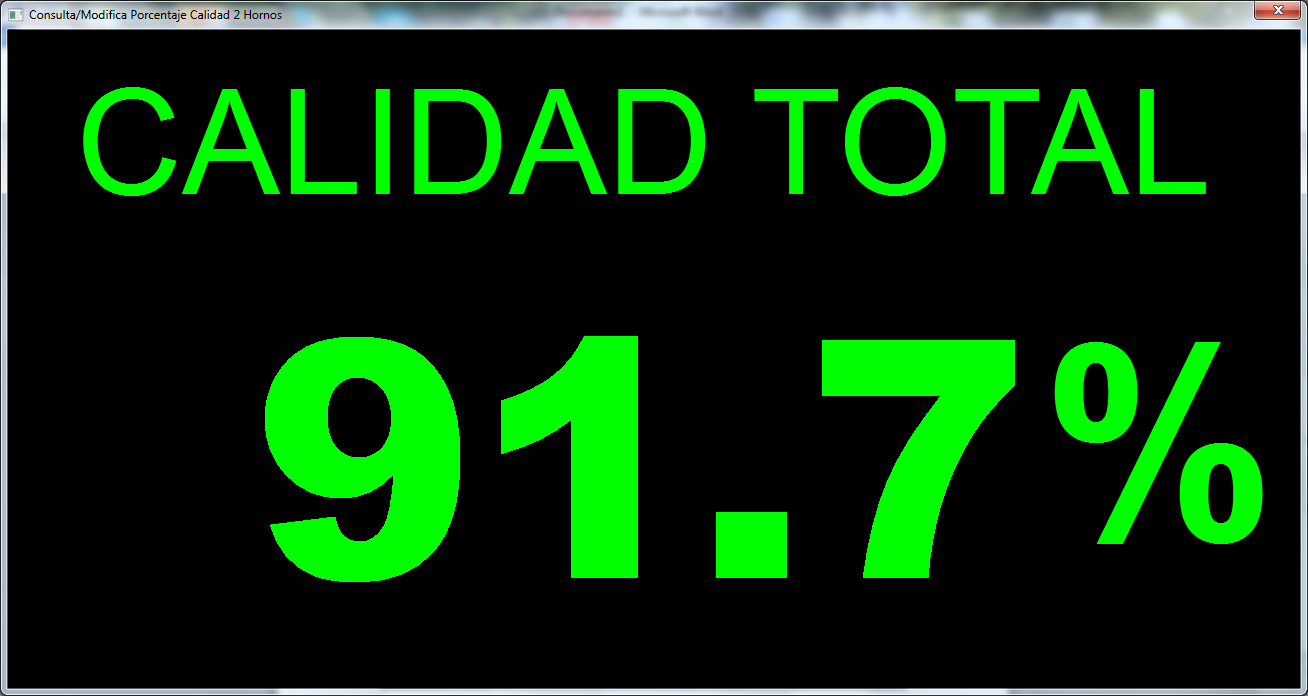 Consulta/Modifica Porcentaje Calidad 2 Hornos
CALIDAD TOTAL
91.7%